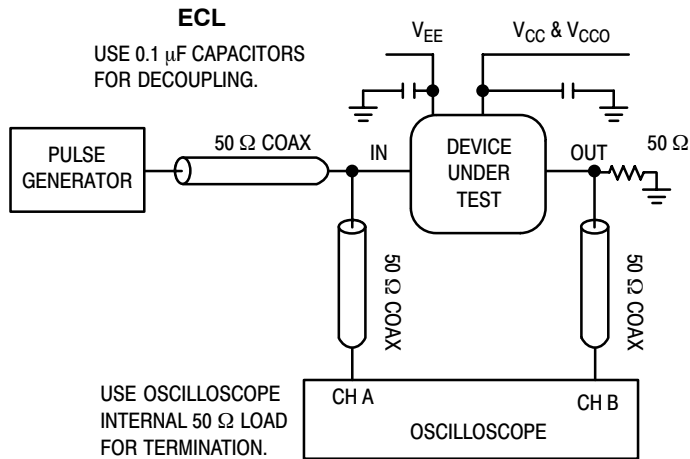 ECL
USE 0.1 μF CAPACITORS
FOR DECOUPLING.
VEE
VCC & VCCO
PULSE
GENERATOR
50 Ω COAX
IN
DEVICE
UNDER
TEST
OUT
50 Ω
50 Ω COAX
50 Ω COAX
USE OSCILLOSCOPE
INTERNAL 50 Ω LOAD
FOR TERMINATION.
CH A
CH B
OSCILLOSCOPE